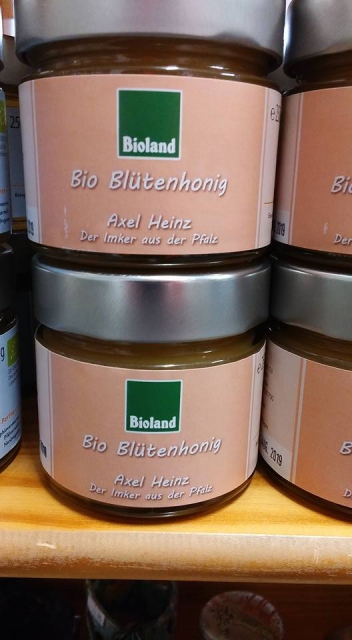 Bioland
Bio Blütenhonig
Axel Heinz
Der Imker aus der Pfalz
Bioland
Bio Blütenhonig
Axel Heinz
Der Imker aus der Pfalz
2019